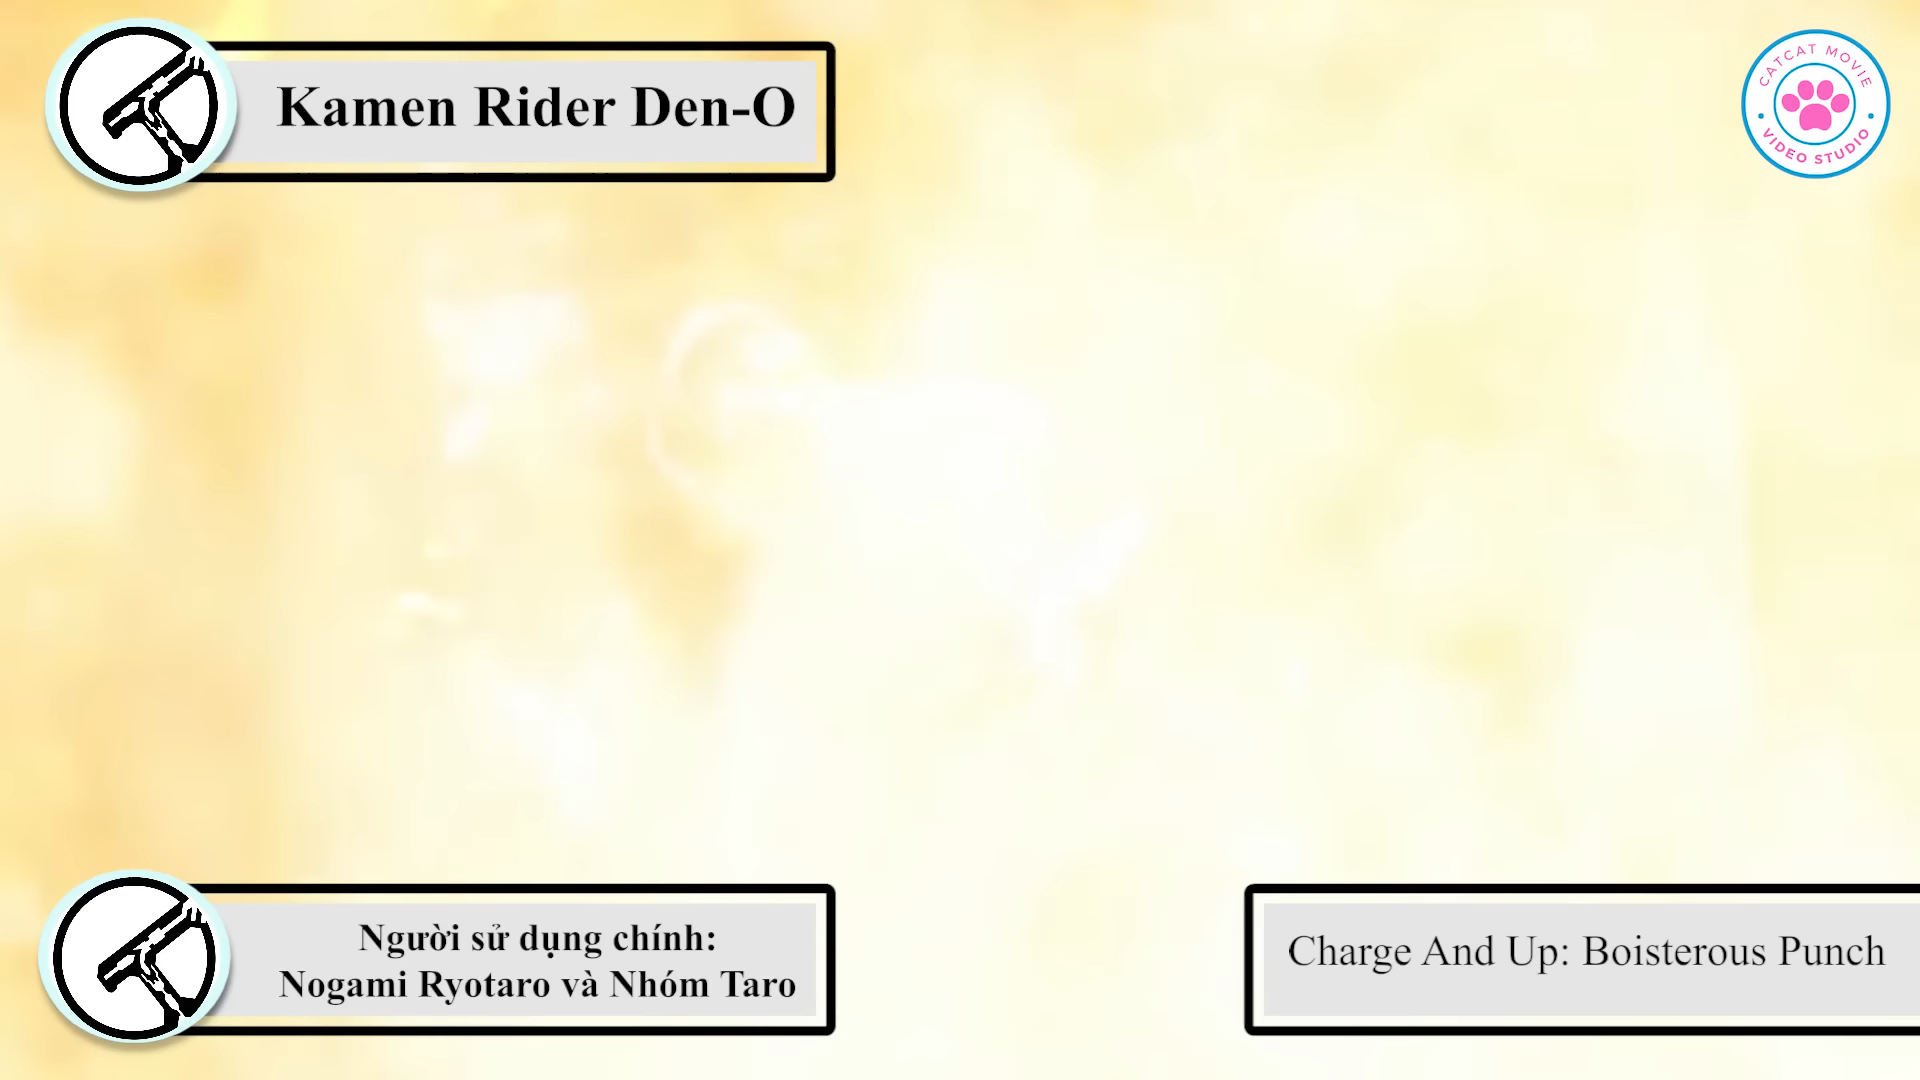 Kamen Rider Den-O
CATCAT MOVIE
VIDEO STUDIO
Người sử dụng chính:
Nogami Ryotaro và Nhóm Taro
Charge And Up: Boisterous Punch